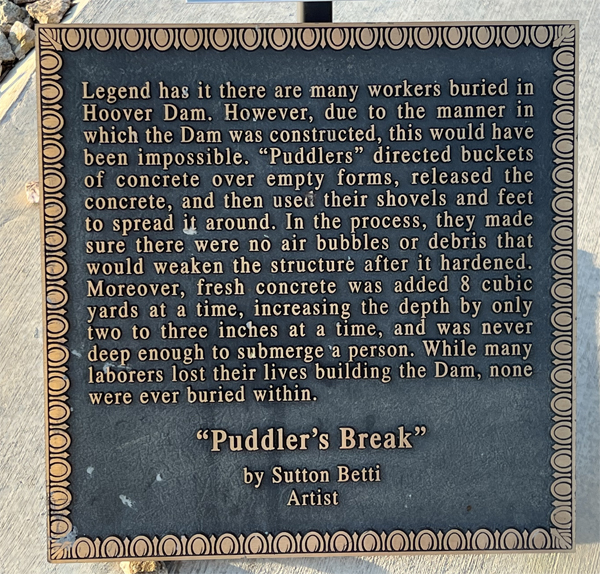 Legend has it there are many workers buried in
Hoover Dam. However, due to the manner in
which the Dam was constructed, this would have
been impossible. “Puddlers” directed buckets
of concrete over empty forms, released the
concrete, and then used their shovels and feet
to spread it around. In the process, they made
sure there were no air bubbles or debris that
would weaken the structure after it hardened.
Moreover, fresh concrete was added 8 cubic
yards at a time, increasing the depth by only
two to three inches at a time, and was never
deep enough to submerge a person. While many
laborers lost their lives building the Dam, none
were ever buried within.
“Puddler’s Break”
by Sutton Betti
Artist